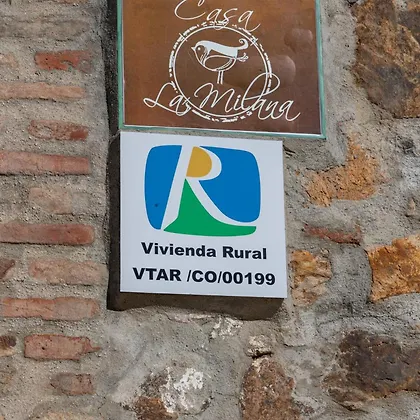 Casa
La Milana
R
Vivienda Rural
VTAR /CO/00199